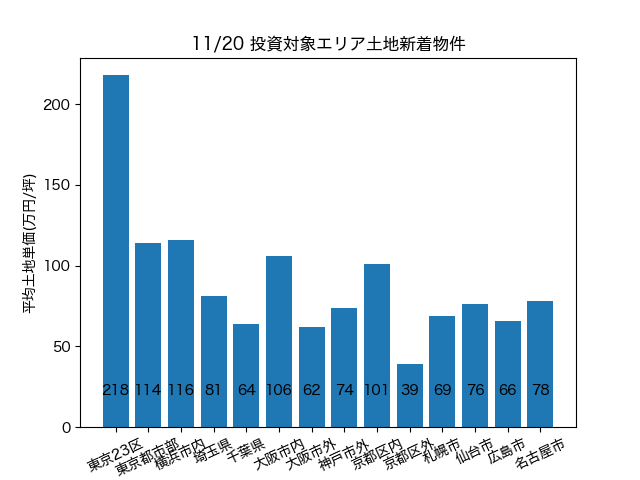 11/20 投資対象エリア土地新着物件
平均土地単価(万円/坪)
200
150
100
50
0
218 114 116 81 64 106 62 74 101 39 69 76 66 78
東京23区 東京都市部 横浜市内 埼玉県 千葉県 大阪市内 大阪市外 神戸市外 京都区内 京都区外 札幌市 仙台市 広島市 名古屋市